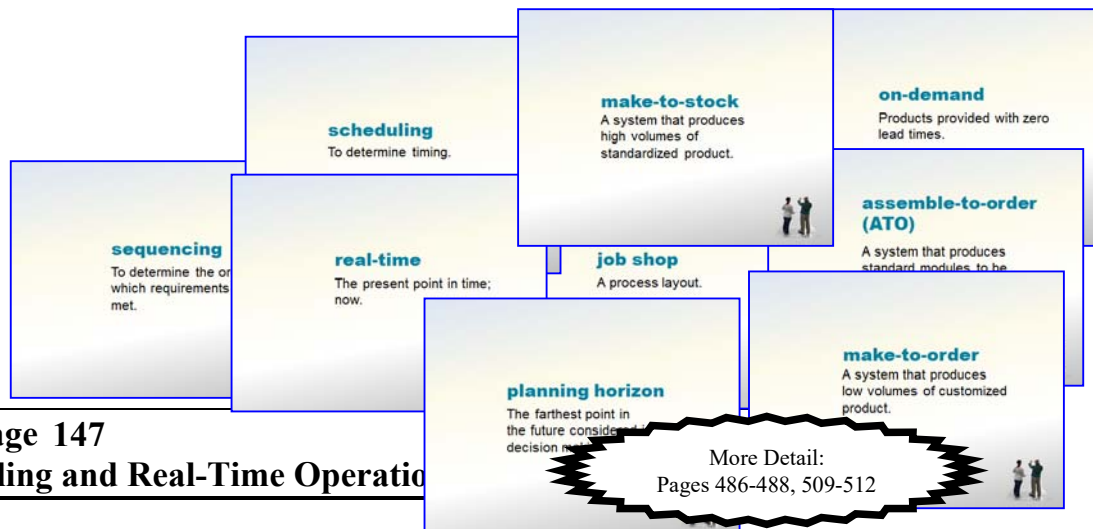 scheduling
To determine timing.
make-to-stock
A system that produces
high volumes of
standardized product.
on-demand
Products provided with zero
lead times.
sequencing
To determine the
which requirements
met.
real-time
The present point in time;
now.
job shop
A process layout.
assemble-to-order
(ATO)
A system that produces
standard modules to be
planning horizon
The farthest point in
the future considered
decision
make-to-order
A system that produces
low volumes of customized
product.
147
and Real-Time
More Detail:
Pages 486-488, 509-512